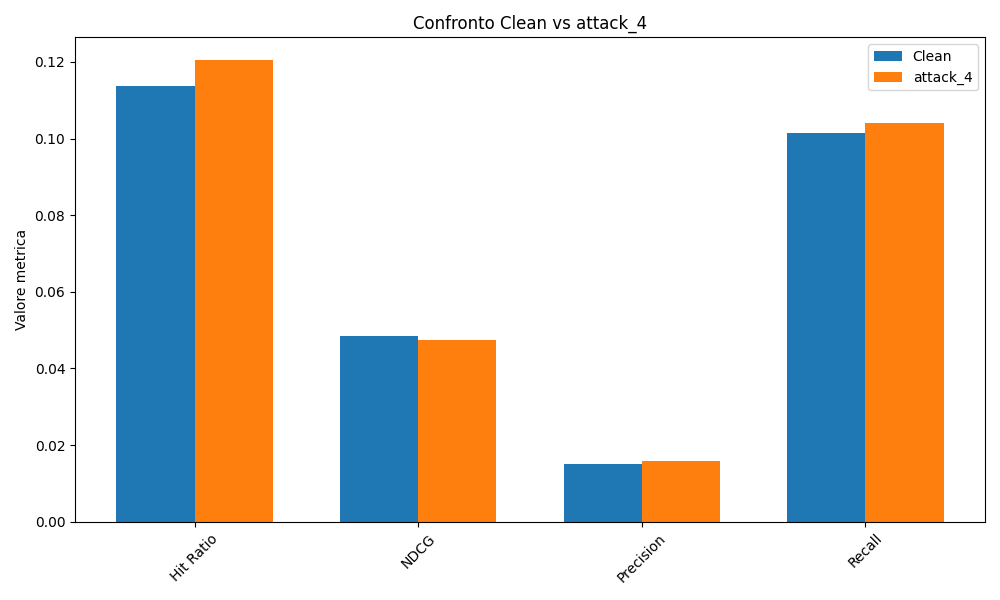 Confronto Clean vs attack_4
Clean
attack_4
Valore metrica
0.12
0.10
0.08
0.06
0.04
0.02
0.00
Hit Ratio
NDCG
Precision
Recall